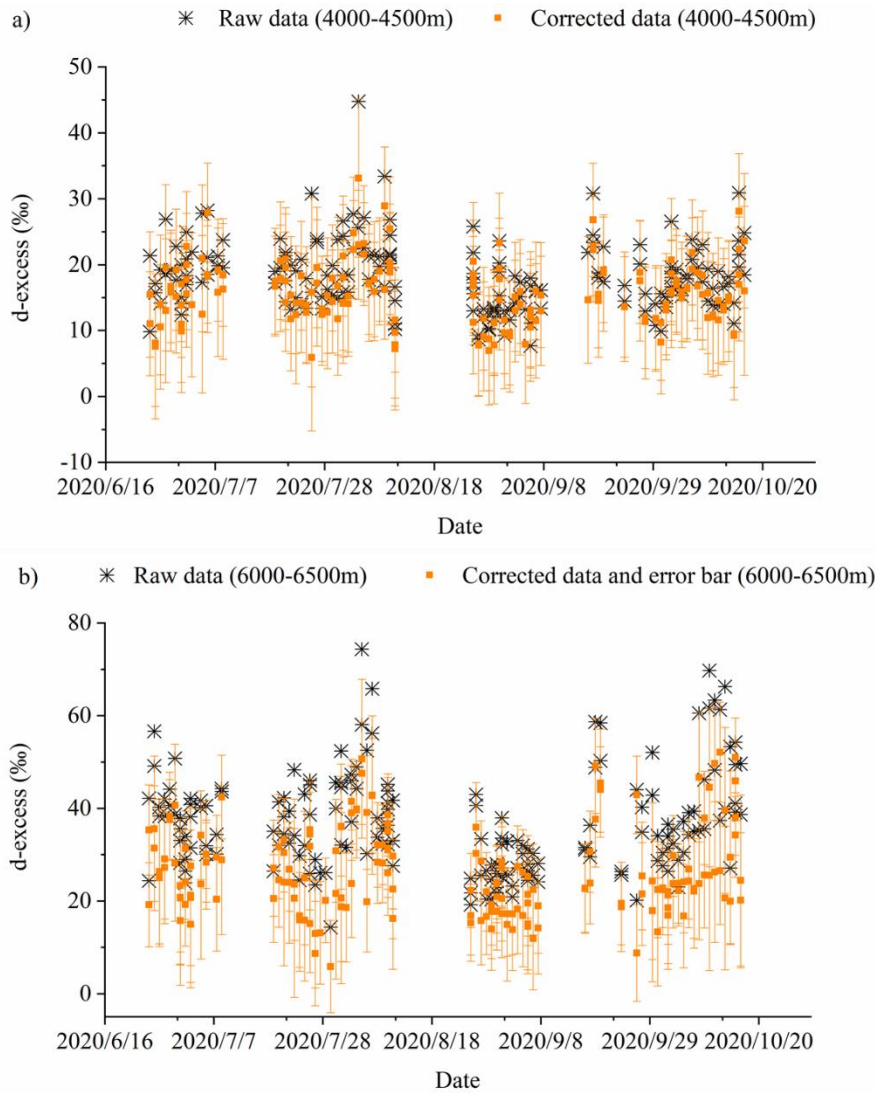 a) Raw data (4000-4500m) Corrected data (4000-4500m)
50
40
30
20
10
0
-10
d-excess (‰)
2020/6/16 2020/7/7 2020/7/28 2020/8/18 2020/9/8 2020/9/29 2020/10/20
Date
b) Raw data (6000-6500m) Corrected data and error bar (6000-6500m)
80
60
40
20
0
d-excess (‰)
2020/6/16 2020/7/7 2020/7/28 2020/8/18 2020/9/8 2020/9/29 2020/10/20
Date